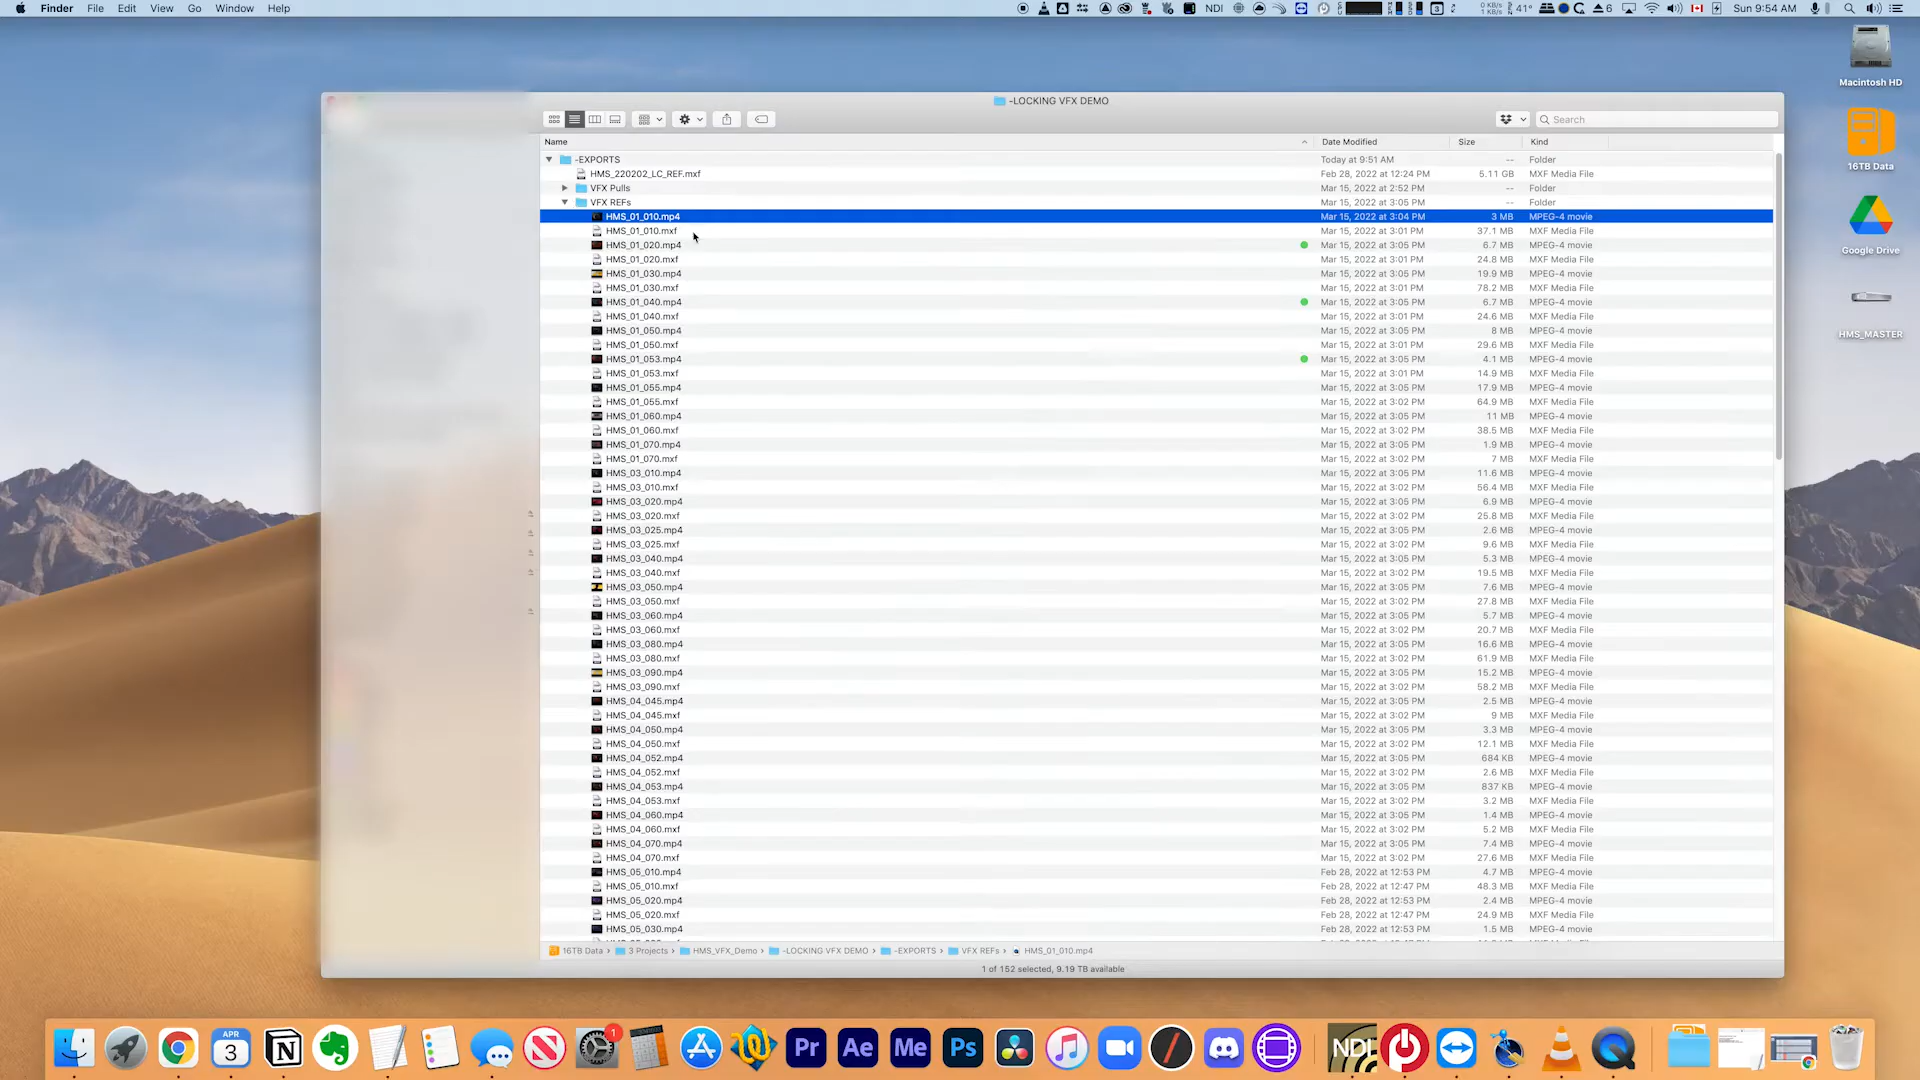 Finder File Edit View Go Window Help
NDI 0 KB/s 1 KB/s 41° 6 3 Sun 9:54 AM
Macintosh HD
16TB Data
Google Drive
HMS_MASTER
-LOCKING VFX DEMO
Search
Name Date Modified Size Kind
-EXPORTS Today at 9:51 AM -- Folder
HMS_220202_LC_REF.mxf Feb 28, 2022 at 12:24 PM 5.11 GB MXF Media File
VFX Pulls Mar 15, 2022 at 2:52 PM -- Folder
VFX REFs Mar 15, 2022 at 3:05 PM -- Folder
HMS_01_010.mp4 Mar 15, 2022 at 3:04 PM 3 MB MPEG-4 movie
HMS_01_010.mxf Mar 15, 2022 at 3:01 PM 37.1 MB MXF Media File
HMS_01_020.mp4 Mar 15, 2022 at 3:05 PM 6.7 MB MPEG-4 movie
HMS_01_020.mxf Mar 15, 2022 at 3:01 PM 24.8 MB MXF Media File
HMS_01_030.mp4 Mar 15, 2022 at 3:05 PM 19.9 MB MPEG-4 movie
HMS_01_030.mxf Mar 15, 2022 at 3:01 PM 78.2 MB MXF Media File
HMS_01_040.mp4 Mar 15, 2022 at 3:05 PM 6.7 MB MPEG-4 movie
HMS_01_040.mxf Mar 15, 2022 at 3:01 PM 24.6 MB MXF Media File
HMS_01_050.mp4 Mar 15, 2022 at 3:05 PM 8 MB MPEG-4 movie
HMS_01_050.mxf Mar 15, 2022 at 3:01 PM 29.6 MB MXF Media File
HMS_01_053.mp4 Mar 15, 2022 at 3:05 PM 4.1 MB MPEG-4 movie
HMS_01_053.mxf Mar 15, 2022 at 3:01 PM 14.9 MB MXF Media File
HMS_01_055.mp4 Mar 15, 2022 at 3:05 PM 17.9 MB MPEG-4 movie
HMS_01_055.mxf Mar 15, 2022 at 3:02 PM 64.9 MB MXF Media File
HMS_01_060.mp4 Mar 15, 2022 at 3:05 PM 11 MB MPEG-4 movie
HMS_01_060.mxf Mar 15, 2022 at 3:02 PM 38.5 MB MXF Media File
HMS_01_070.mp4 Mar 15, 2022 at 3:05 PM 1.9 MB MPEG-4 movie
HMS_01_070.mxf Mar 15, 2022 at 3:02 PM 7 MB MXF Media File
HMS_03_010.mp4 Mar 15, 2022 at 3:05 PM 11.6 MB MPEG-4 movie
HMS_03_010.mxf Mar 15, 2022 at 3:02 PM 56.4 MB MXF Media File
HMS_03_020.mp4 Mar 15, 2022 at 3:05 PM 6.9 MB MPEG-4 movie
HMS_03_020.mxf Mar 15, 2022 at 3:02 PM 25.8 MB MXF Media File
HMS_03_025.mp4 Mar 15, 2022 at 3:05 PM 2.6 MB MPEG-4 movie
HMS_03_025.mxf Mar 15, 2022 at 3:02 PM 9.6 MB MXF Media File
HMS_03_040.mp4 Mar 15, 2022 at 3:05 PM 5.3 MB MPEG-4 movie
HMS_03_040.mxf Mar 15, 2022 at 3:02 PM 19.5 MB MXF Media File
HMS_03_050.mp4 Mar 15, 2022 at 3:05 PM 7.6 MB MPEG-4 movie
HMS_03_050.mxf Mar 15, 2022 at 3:02 PM 27.8 MB MXF Media File
HMS_03_060.mp4 Mar 15, 2022 at 3:05 PM 5.7 MB MPEG-4 movie
HMS_03_060.mxf Mar 15, 2022 at 3:02 PM 20.7 MB MXF Media File
HMS_03_080.mp4 Mar 15, 2022 at 3:05 PM 16.6 MB MPEG-4 movie
HMS_03_080.mxf Mar 15, 2022 at 3:02 PM 61.9 MB MXF Media File
HMS_03_090.mp4 Mar 15, 2022 at 3:05 PM 15.2 MB MPEG-4 movie
HMS_03_090.mxf Mar 15, 2022 at 3:02 PM 58.2 MB MXF Media File
HMS_04_045.mp4 Mar 15, 2022 at 3:05 PM 2.5 MB MPEG-4 movie
HMS_04_045.mxf Mar 15, 2022 at 3:02 PM 9 MB MXF Media File
HMS_04_050.mp4 Mar 15, 2022 at 3:05 PM 3.3 MB MPEG-4 movie
HMS_04_050.mxf Mar 15, 2022 at 3:02 PM 12.1 MB MXF Media File
HMS_04_052.mp4 Mar 15, 2022 at 3:05 PM 684 KB MPEG-4 movie
HMS_04_052.mxf Mar 15, 2022 at 3:02 PM 2.6 MB MXF Media File
HMS_04_053.mp4 Mar 15, 2022 at 3:05 PM 837 KB MPEG-4 movie
HMS_04_053.mxf Mar 15, 2022 at 3:02 PM 3.2 MB MXF Media File
HMS_04_060.mp4 Mar 15, 2022 at 3:05 PM 1.4 MB MPEG-4 movie
HMS_04_060.mxf Mar 15, 2022 at 3:02 PM 5.2 MB MXF Media File
HMS_04_070.mp4 Mar 15, 2022 at 3:05 PM 7.4 MB MPEG-4 movie
HMS_04_070.mxf Mar 15, 2022 at 3:02 PM 27.6 MB MXF Media File
HMS_05_010.mp4 Feb 28, 2022 at 12:53 PM 4.7 MB MPEG-4 movie
HMS_05_010.mxf Feb 28, 2022 at 12:47 PM 48.3 MB MXF Media File
HMS_05_020.mp4 Feb 28, 2022 at 12:53 PM 2.4 MB MPEG-4 movie
HMS_05_020.mxf Feb 28, 2022 at 12:47 PM 24.9 MB MXF Media File
HMS_05_030.mp4 Feb 28, 2022 at 12:53 PM 1.5 MB MPEG-4 movie
16TB Data › 3 Projects › HMS_VFX_Demo › -LOCKING VFX DEMO › -EXPORTS › VFX REFs › HMS_01_010.mp4
1 of 152 selected, 9.19 TB available
APR 3 N 1 Pr Ae Me Ps NDI